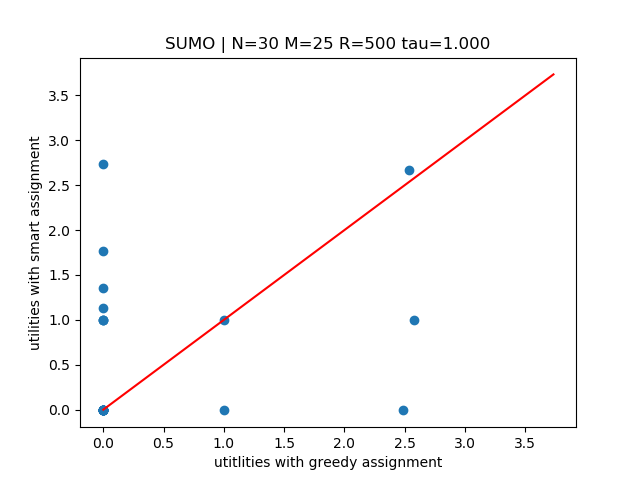 SUMO | N=30 M=25 R=500 tau=1.000
utilities with smart assignment
3.5
3.0
2.5
2.0
1.5
1.0
0.5
0.0
0.0 0.5 1.0 1.5 2.0 2.5 3.0 3.5
utitlities with greedy assignment